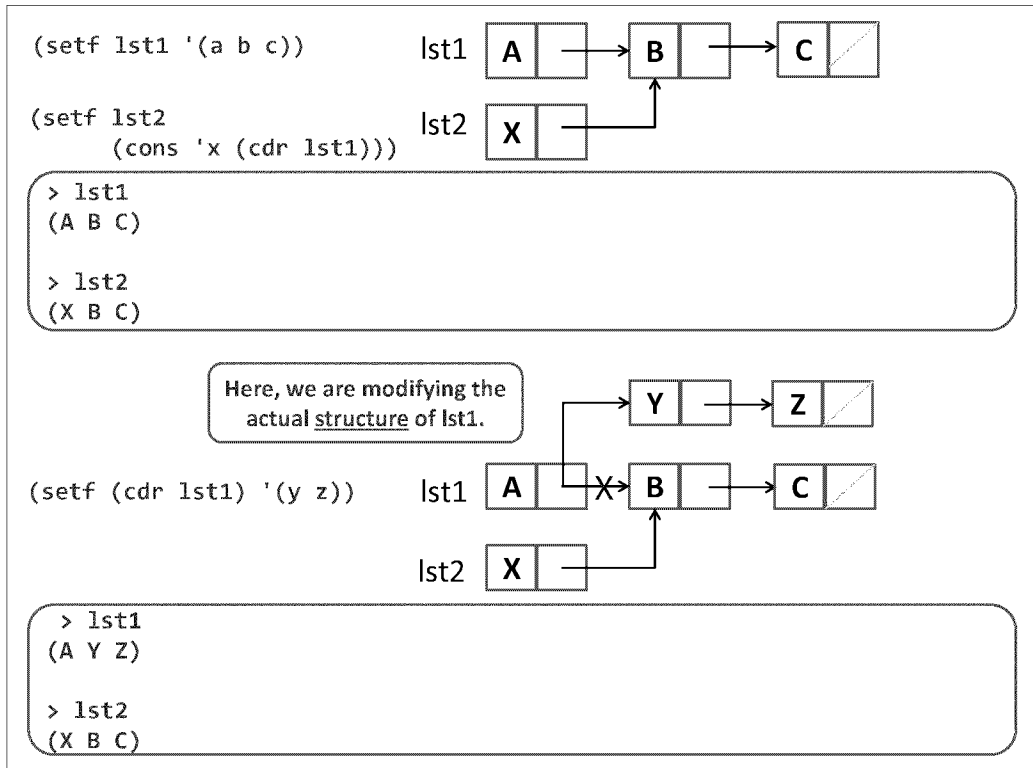 (setf lst1 '(a b c))
lst1 A B C
(setf lst2
(cons 'x (cdr lst1)))
lst2 X
> lst1
(A B C)
> lst2
(X B C)
Here, we are modifying the
actual structure of lst1.
Y Z
(setf (cdr lst1) '(y z))
lst1 A X B C
lst2 X
> lst1
(A Y Z)
> lst2
(X B C)